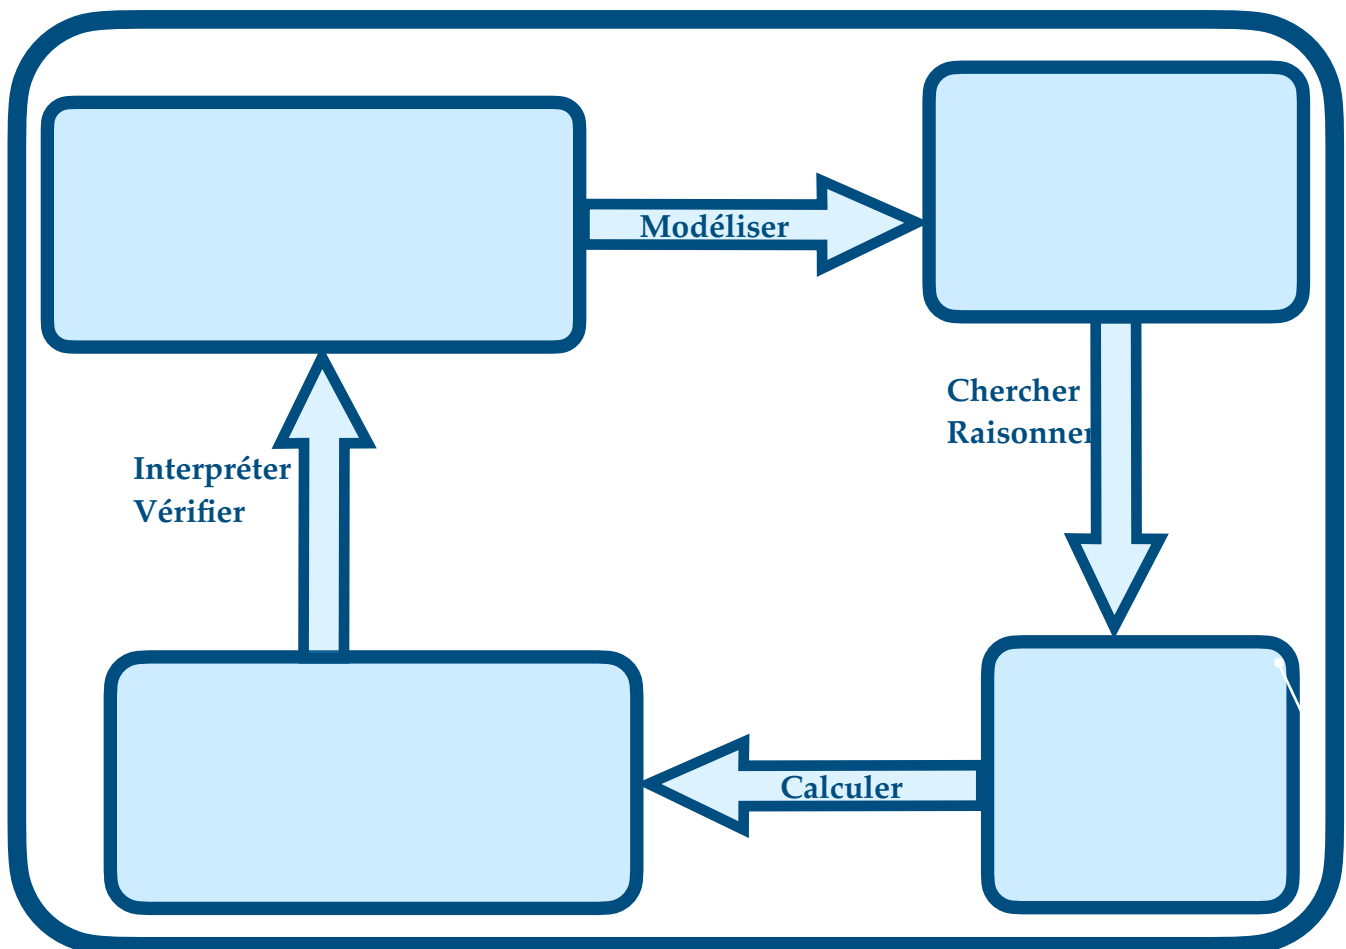 Modéliser
Chercher
Raisonner
Interpréter
Vérifier
Calculer